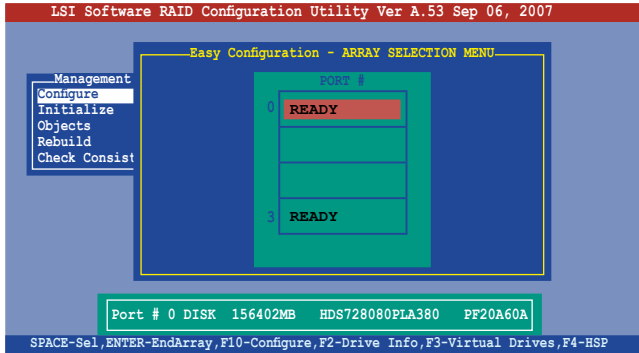 LSI Software RAID Configuration Utility Ver A.53 Sep 06, 2007
Easy Configuration - ARRAY SELECTION MENU
Management
Configure
Initialize
Objects
Rebuild
Check Consist
PORT #
0 READY
3 READY
Port # 0 DISK 156402MB HDS728080PLA380 PF20A60A
SPACE-Sel,ENTER-EndArray,F10-Configure,F2-Drive Info,F3-Virtual Drives,F4-HSP